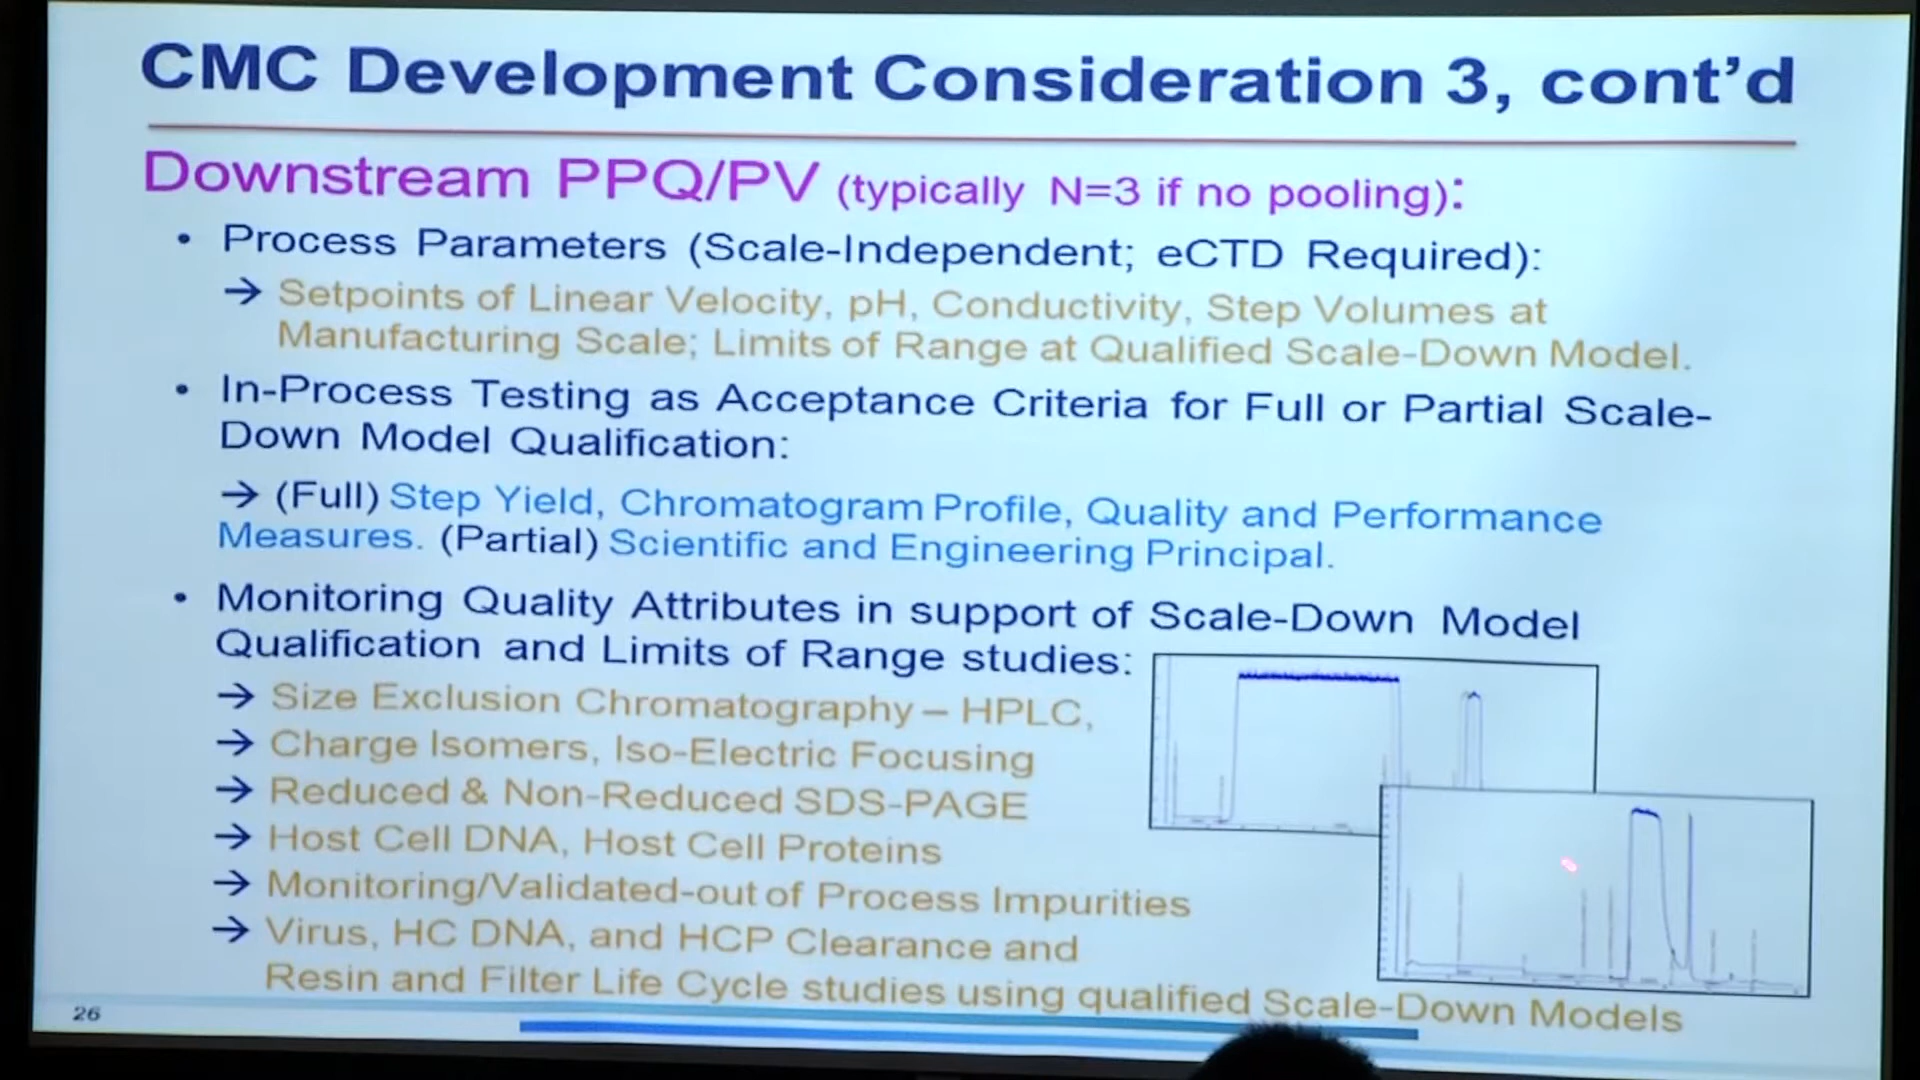 CMC Development Consideration 3, cont’d
Downstream PPQ/PV (typically N=3 if no pooling):
• Process Parameters (Scale-Independent; eCTD Required):
→ Setpoints of Linear Velocity, pH, Conductivity, Step Volumes at
Manufacturing Scale; Limits of Range at Qualified Scale-Down Model.
• In-Process Testing as Acceptance Criteria for Full or Partial Scale-
Down Model Qualification:
→ (Full) Step Yield, Chromatogram Profile, Quality and Performance
Measures. (Partial) Scientific and Engineering Principal.
• Monitoring Quality Attributes in support of Scale-Down Model
Qualification and Limits of Range studies:
→ Size Exclusion Chromatography – HPLC,
→ Charge Isomers, Iso-Electric Focusing
→ Reduced & Non-Reduced SDS-PAGE
→ Host Cell DNA, Host Cell Proteins
→ Monitoring/Validated-out of Process Impurities
→ Virus, HC DNA, and HCP Clearance and
Resin and Filter Life Cycle studies using qualified Scale-Down Models
26